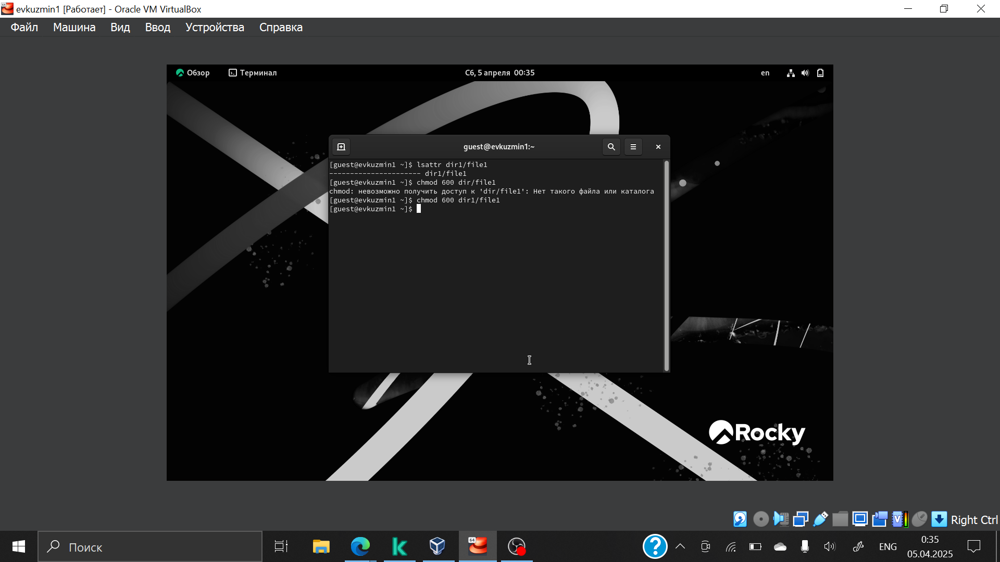 evkuzmin1 [Работает] - Oracle VM VirtualBox
Файл Машина Вид Ввод Устройства Справка
Обзор Терминал Сб, 5 апреля 00:35 en
guest@evkuzmin1:~
[guest@evkuzmin1 ~]$ lsattr dir1/file1
---------------------- dir1/file1
[guest@evkuzmin1 ~]$ chmod 600 dir/file1
chmod: невозможно получить доступ к 'dir/file1': Нет такого файла или каталога
[guest@evkuzmin1 ~]$ chmod 600 dir1/file1
[guest@evkuzmin1 ~]$
Rocky
Right Ctrl
Поиск
64
ENG
0:35
05.04.2025